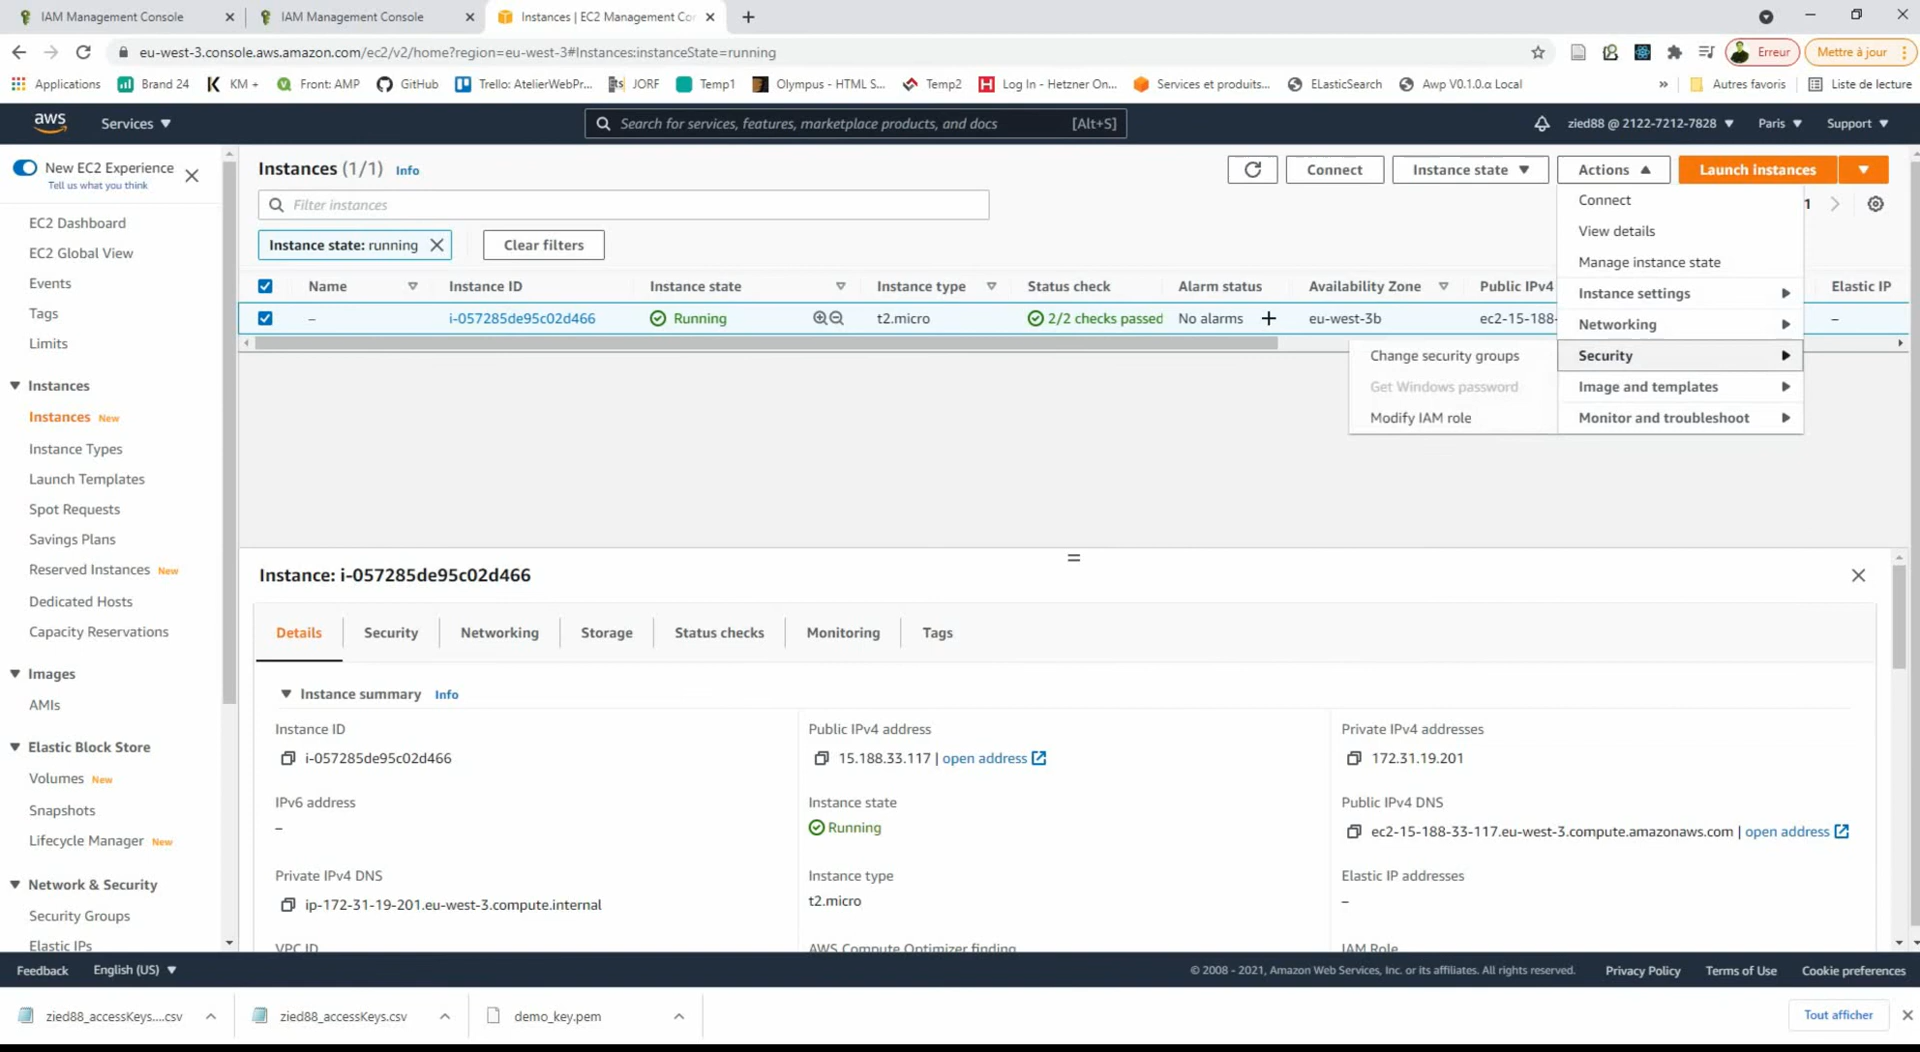 IAM Management Console
IAM Management Console
Instances | EC2 Management Co
eu-west-3.console.aws.amazon.com/ec2/v2/home?region=eu-west-3#Instances:instanceState=running
Erreur
Mettre à jour
Applications
Brand 24
KM +
Front: AMP
GitHub
Trello: AtelierWebPr...
JORF
Temp1
Olympus - HTML S...
Temp2
Log In - Hetzner On...
Services et produits...
ELasticSearch
Awp V0.1.0.α Local
»
Autres favoris
Liste de lecture
aws
Services
Search for services, features, marketplace products, and docs
[Alt+S]
zied88 @ 2122-7212-7828
Paris
Support
New EC2 Experience
Tell us what you think
EC2 Dashboard
EC2 Global View
Events
Tags
Limits
Instances
Instances New
Instance Types
Launch Templates
Spot Requests
Savings Plans
Reserved Instances New
Dedicated Hosts
Capacity Reservations
Images
AMIs
Elastic Block Store
Volumes New
Snapshots
Lifecycle Manager New
Network & Security
Security Groups
Elastic IPs
Instances (1/1) Info
Connect
Instance state
Actions
Launch instances
Filter instances
1
Instance state: running
Clear filters
Name
Instance ID
Instance state
Instance type
Status check
Alarm status
Availability Zone
Public IPv4
Elastic IP
–
i-057285de95c02d466
Running
t2.micro
2/2 checks passed
No alarms
eu-west-3b
ec2-15-188-
–
Connect
View details
Manage instance state
Instance settings
Networking
Security
Image and templates
Monitor and troubleshoot
Change security groups
Get Windows password
Modify IAM role
Instance: i-057285de95c02d466
Details
Security
Networking
Storage
Status checks
Monitoring
Tags
Instance summary Info
Instance ID
i-057285de95c02d466
Public IPv4 address
15.188.33.117 | open address
Private IPv4 addresses
172.31.19.201
IPv6 address
–
Instance state
Running
Public IPv4 DNS
ec2-15-188-33-117.eu-west-3.compute.amazonaws.com | open address
Private IPv4 DNS
ip-172-31-19-201.eu-west-3.compute.internal
Instance type
t2.micro
Elastic IP addresses
–
VPC ID
AWS Compute Optimizer finding
IAM Role
Feedback
English (US)
© 2008 - 2021, Amazon Web Services, Inc. or its affiliates. All rights reserved.
Privacy Policy
Terms of Use
Cookie preferences
zied88_accessKeys....csv
zied88_accessKeys.csv
demo_key.pem
Tout afficher